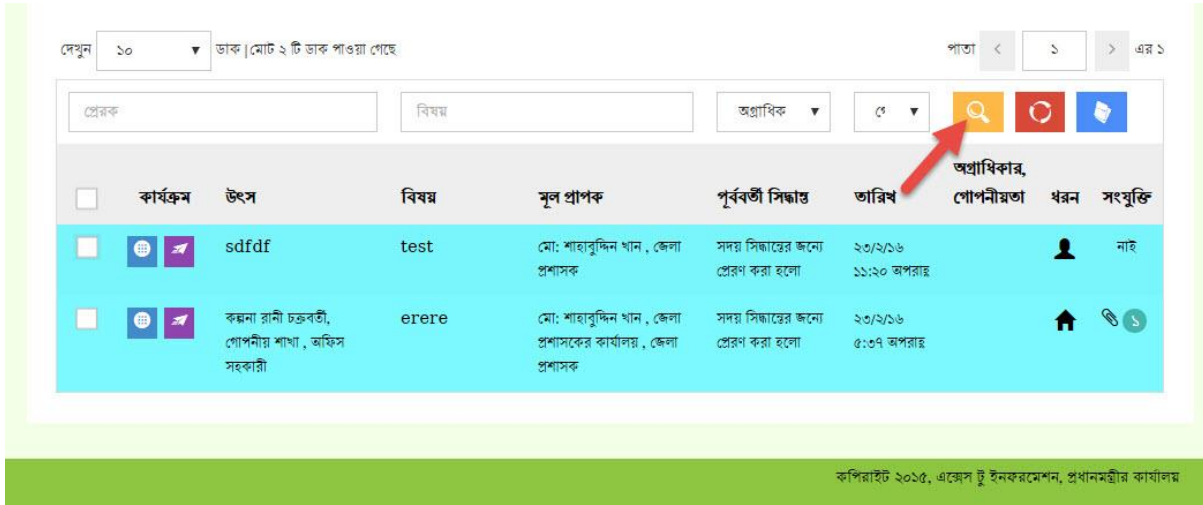 দেখুন ১০ ডাক | মোট ২ টি ডাক পাওয়া গেছে পাতা < ১ > এর ১
প্রেরক বিষয় অগ্রাধিক
অগ্রাধিকার,
কার্যক্রম উৎস বিষয় মূল প্রাপক পূর্ববর্তী সিদ্ধান্ত তারিখ গোপনীয়তা ধরন সংযুক্তি
sdfdf test মো: শাহাবুদ্দিন খান , জেলা সদয় সিদ্ধান্তের জন্যে ২৩/২/১৬ নাই
প্রশাসক প্রেরণ করা হলো ১১:২০ অপরাহ্ন
কল্পনা রানী চক্রবর্তী, erere মো: শাহাবুদ্দিন খান , জেলা সদয় সিদ্ধান্তের জন্যে ২৩/২/১৬ ১
গোপনীয় শাখা , অফিস প্রশাসকের কার্যালয় , জেলা প্রেরণ করা হলো ৫:৩৭ অপরাহ্ন
সহকারী প্রশাসক
কপিরাইট ২০১৫, এক্সেস টু ইনফরমেশন, প্রধানমন্ত্রীর কার্যালয়